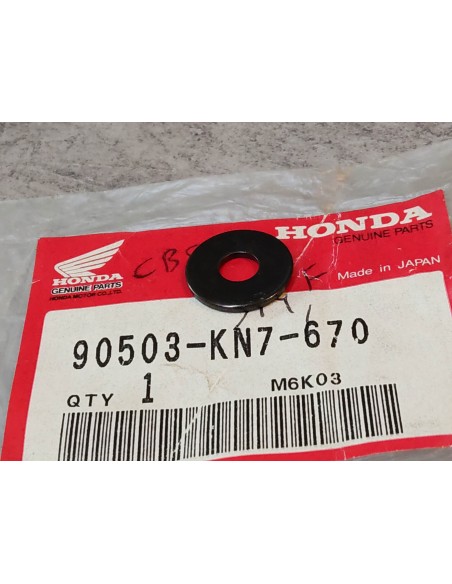 HONDA
GENUINE PARTS
Made in JAPAN
HONDA
GENUINE PARTS
HONDA MOTOR CO.,LTD.
90503-KN7-670
QTY 1 M6K03